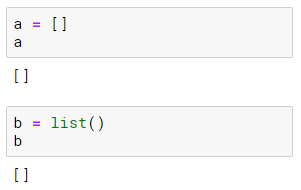 a = []
a
[]
b = list()
b
[]